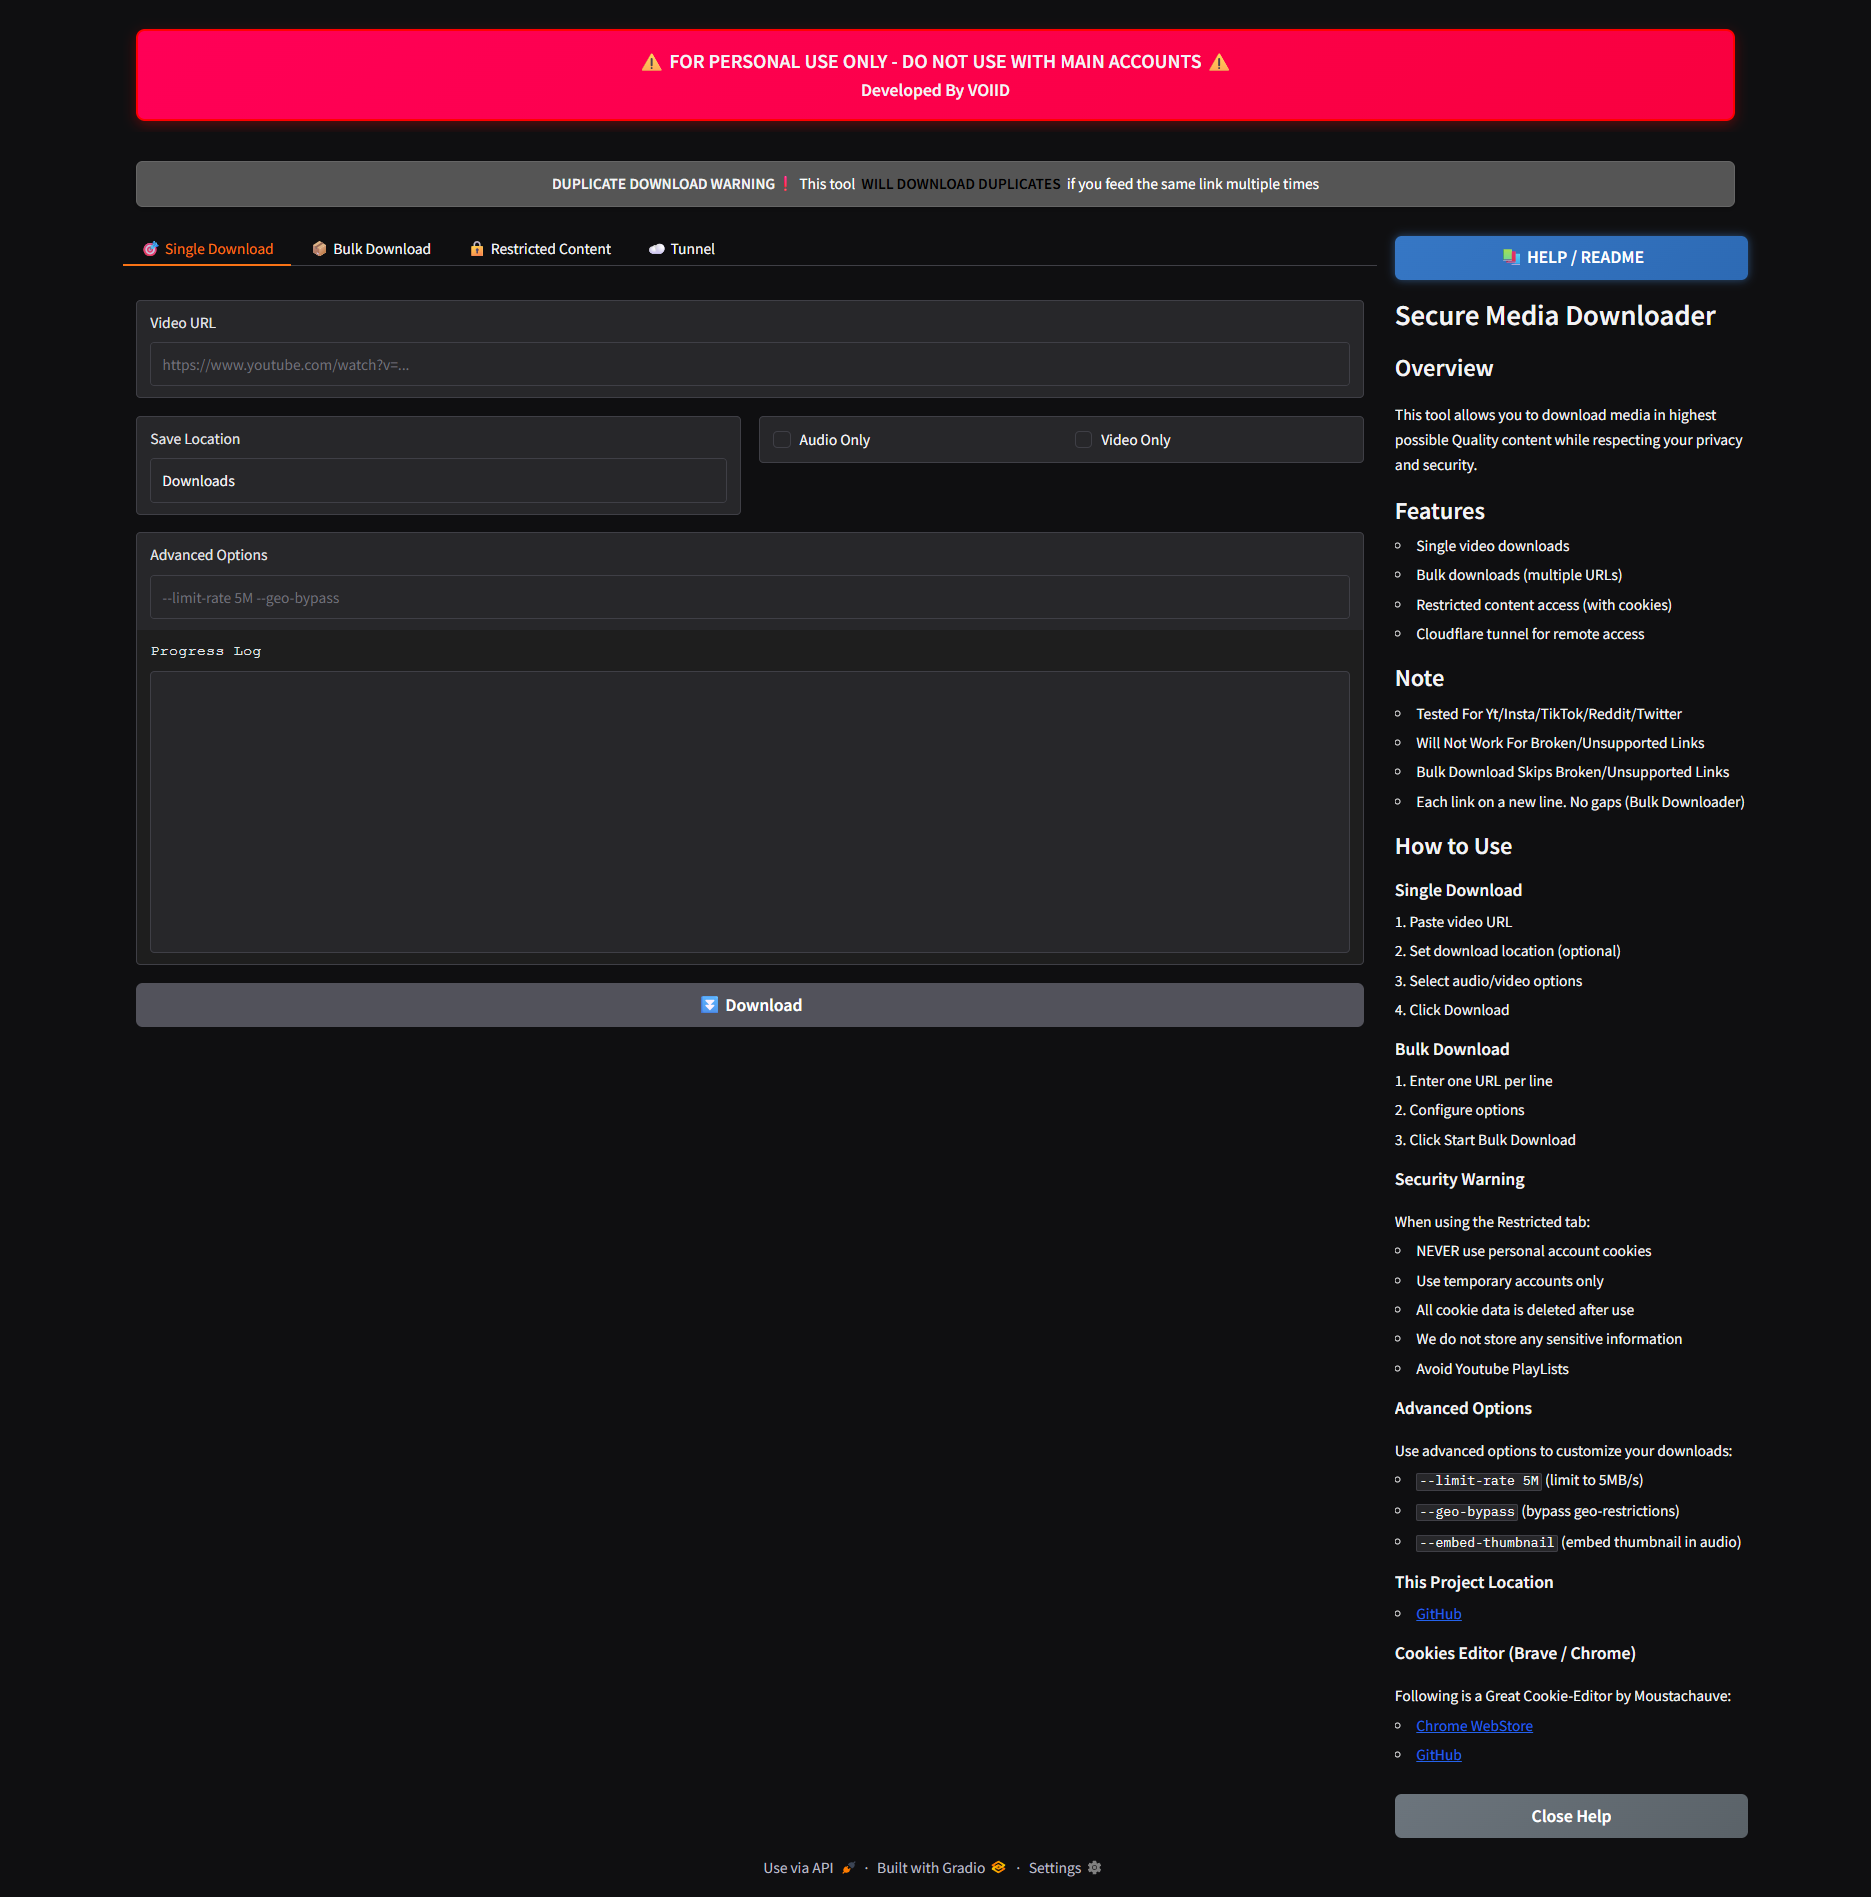 ⚠️ FOR PERSONAL USE ONLY - DO NOT USE WITH MAIN ACCOUNTS ⚠️
Developed By VOIID
DUPLICATE DOWNLOAD WARNING❗ This tool WILL DOWNLOAD DUPLICATES if you feed the same link multiple times
🎯 Single Download
📦 Bulk Download
🔒 Restricted Content
☁️ Tunnel
Video URL
https://www.youtube.com/watch?v=...
Save Location
Downloads
Audio Only
Video Only
Advanced Options
--limit-rate 5M --geo-bypass
Progress Log
⏬ Download
HELP / README
Secure Media Downloader
Overview
This tool allows you to download media in highest
possible Quality content while respecting your privacy
and security.
Features
Single video downloads
Bulk downloads (multiple URLs)
Restricted content access (with cookies)
Cloudflare tunnel for remote access
Note
Tested For Yt/Insta/TikTok/Reddit/Twitter
Will Not Work For Broken/Unsupported Links
Bulk Download Skips Broken/Unsupported Links
Each link on a new line. No gaps (Bulk Downloader)
How to Use
Single Download
1. Paste video URL
2. Set download location (optional)
3. Select audio/video options
4. Click Download
Bulk Download
1. Enter one URL per line
2. Configure options
3. Click Start Bulk Download
Security Warning
When using the Restricted tab:
NEVER use personal account cookies
Use temporary accounts only
All cookie data is deleted after use
We do not store any sensitive information
Avoid Youtube PlayLists
Advanced Options
Use advanced options to customize your downloads:
--limit-rate 5M (limit to 5MB/s)
--geo-bypass (bypass geo-restrictions)
--embed-thumbnail (embed thumbnail in audio)
This Project Location
GitHub
Cookies Editor (Brave / Chrome)
Following is a Great Cookie-Editor by Moustachauve:
Chrome WebStore
GitHub
Close Help
Use via API · Built with Gradio · Settings